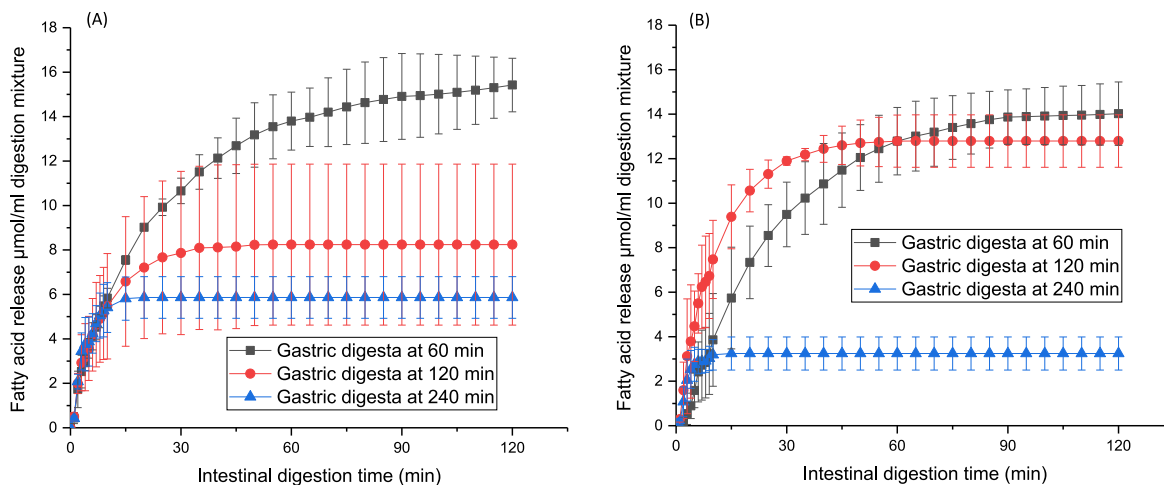 (A)
Fatty acid release μmol/ml digestion mixture
18
16
14
12
10
8
6
4
2
0
Gastric digesta at 60 min
Gastric digesta at 120 min
Gastric digesta at 240 min
0 30 60 90 120
Intestinal digestion time (min)
(B)
Fatty acid release μmol/ml digestion mixture
18
16
14
12
10
8
6
4
2
0
Gastric digesta at 60 min
Gastric digesta at 120 min
Gastric digesta at 240 min
0 30 60 90 120
Intestinal digestion time (min)